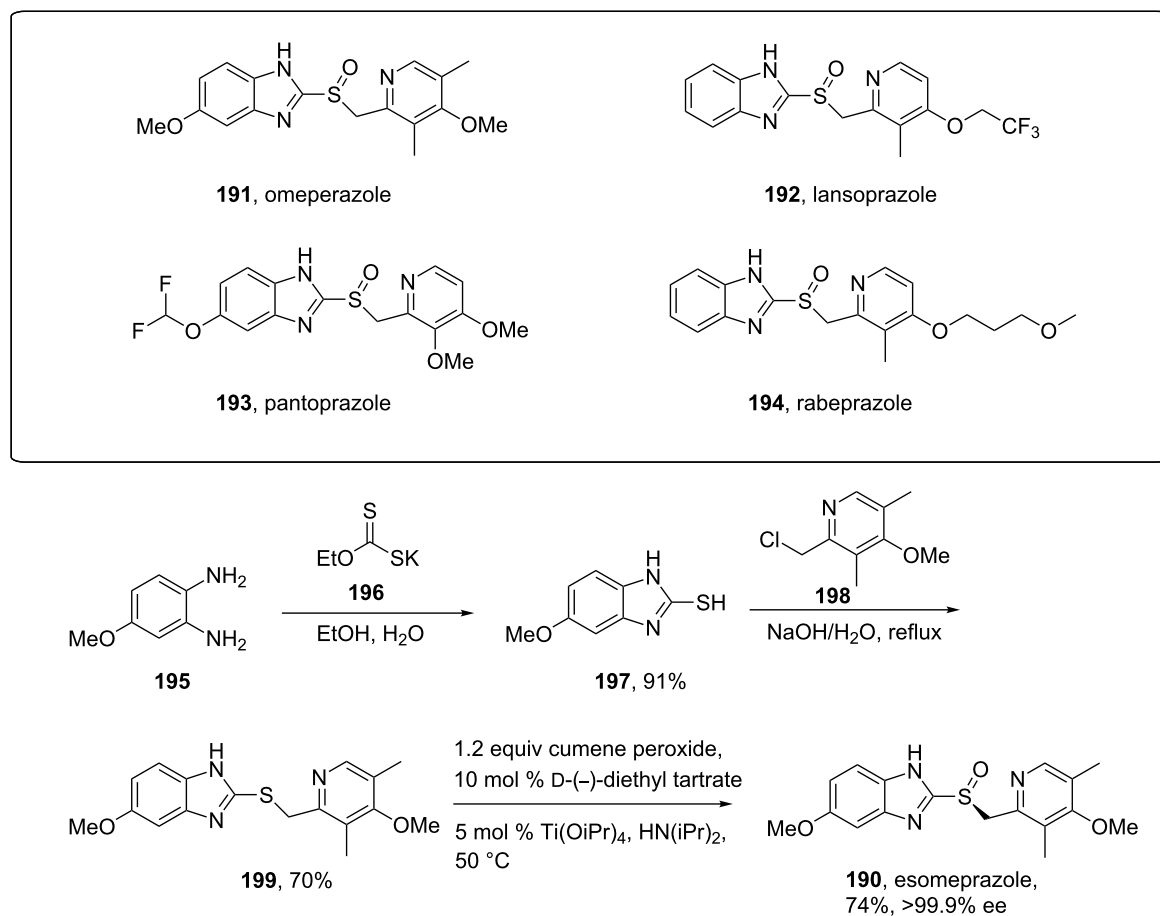 H
N
O
S
N
N
MeO
OMe
191, omeperazole
H
N
O
S
N
N
O
CF3
192, lansoprazole
F
F
O
H
N
O
S
N
N
OMe
OMe
193, pantoprazole
H
N
O
S
N
N
O
O
194, rabeprazole
NH2
NH2
MeO
195
S
EtO
SK
196
EtOH, H2O
H
N
SH
N
MeO
197, 91%
N
Cl
OMe
198
NaOH/H2O, reflux
H
N
S
N
N
MeO
OMe
199, 70%
1.2 equiv cumene peroxide,
10 mol % D-(–)-diethyl tartrate
5 mol % Ti(OiPr)4, HN(iPr)2,
50 °C
H
N
O
S
N
N
MeO
OMe
190, esomeprazole,
74%, >99.9% ee